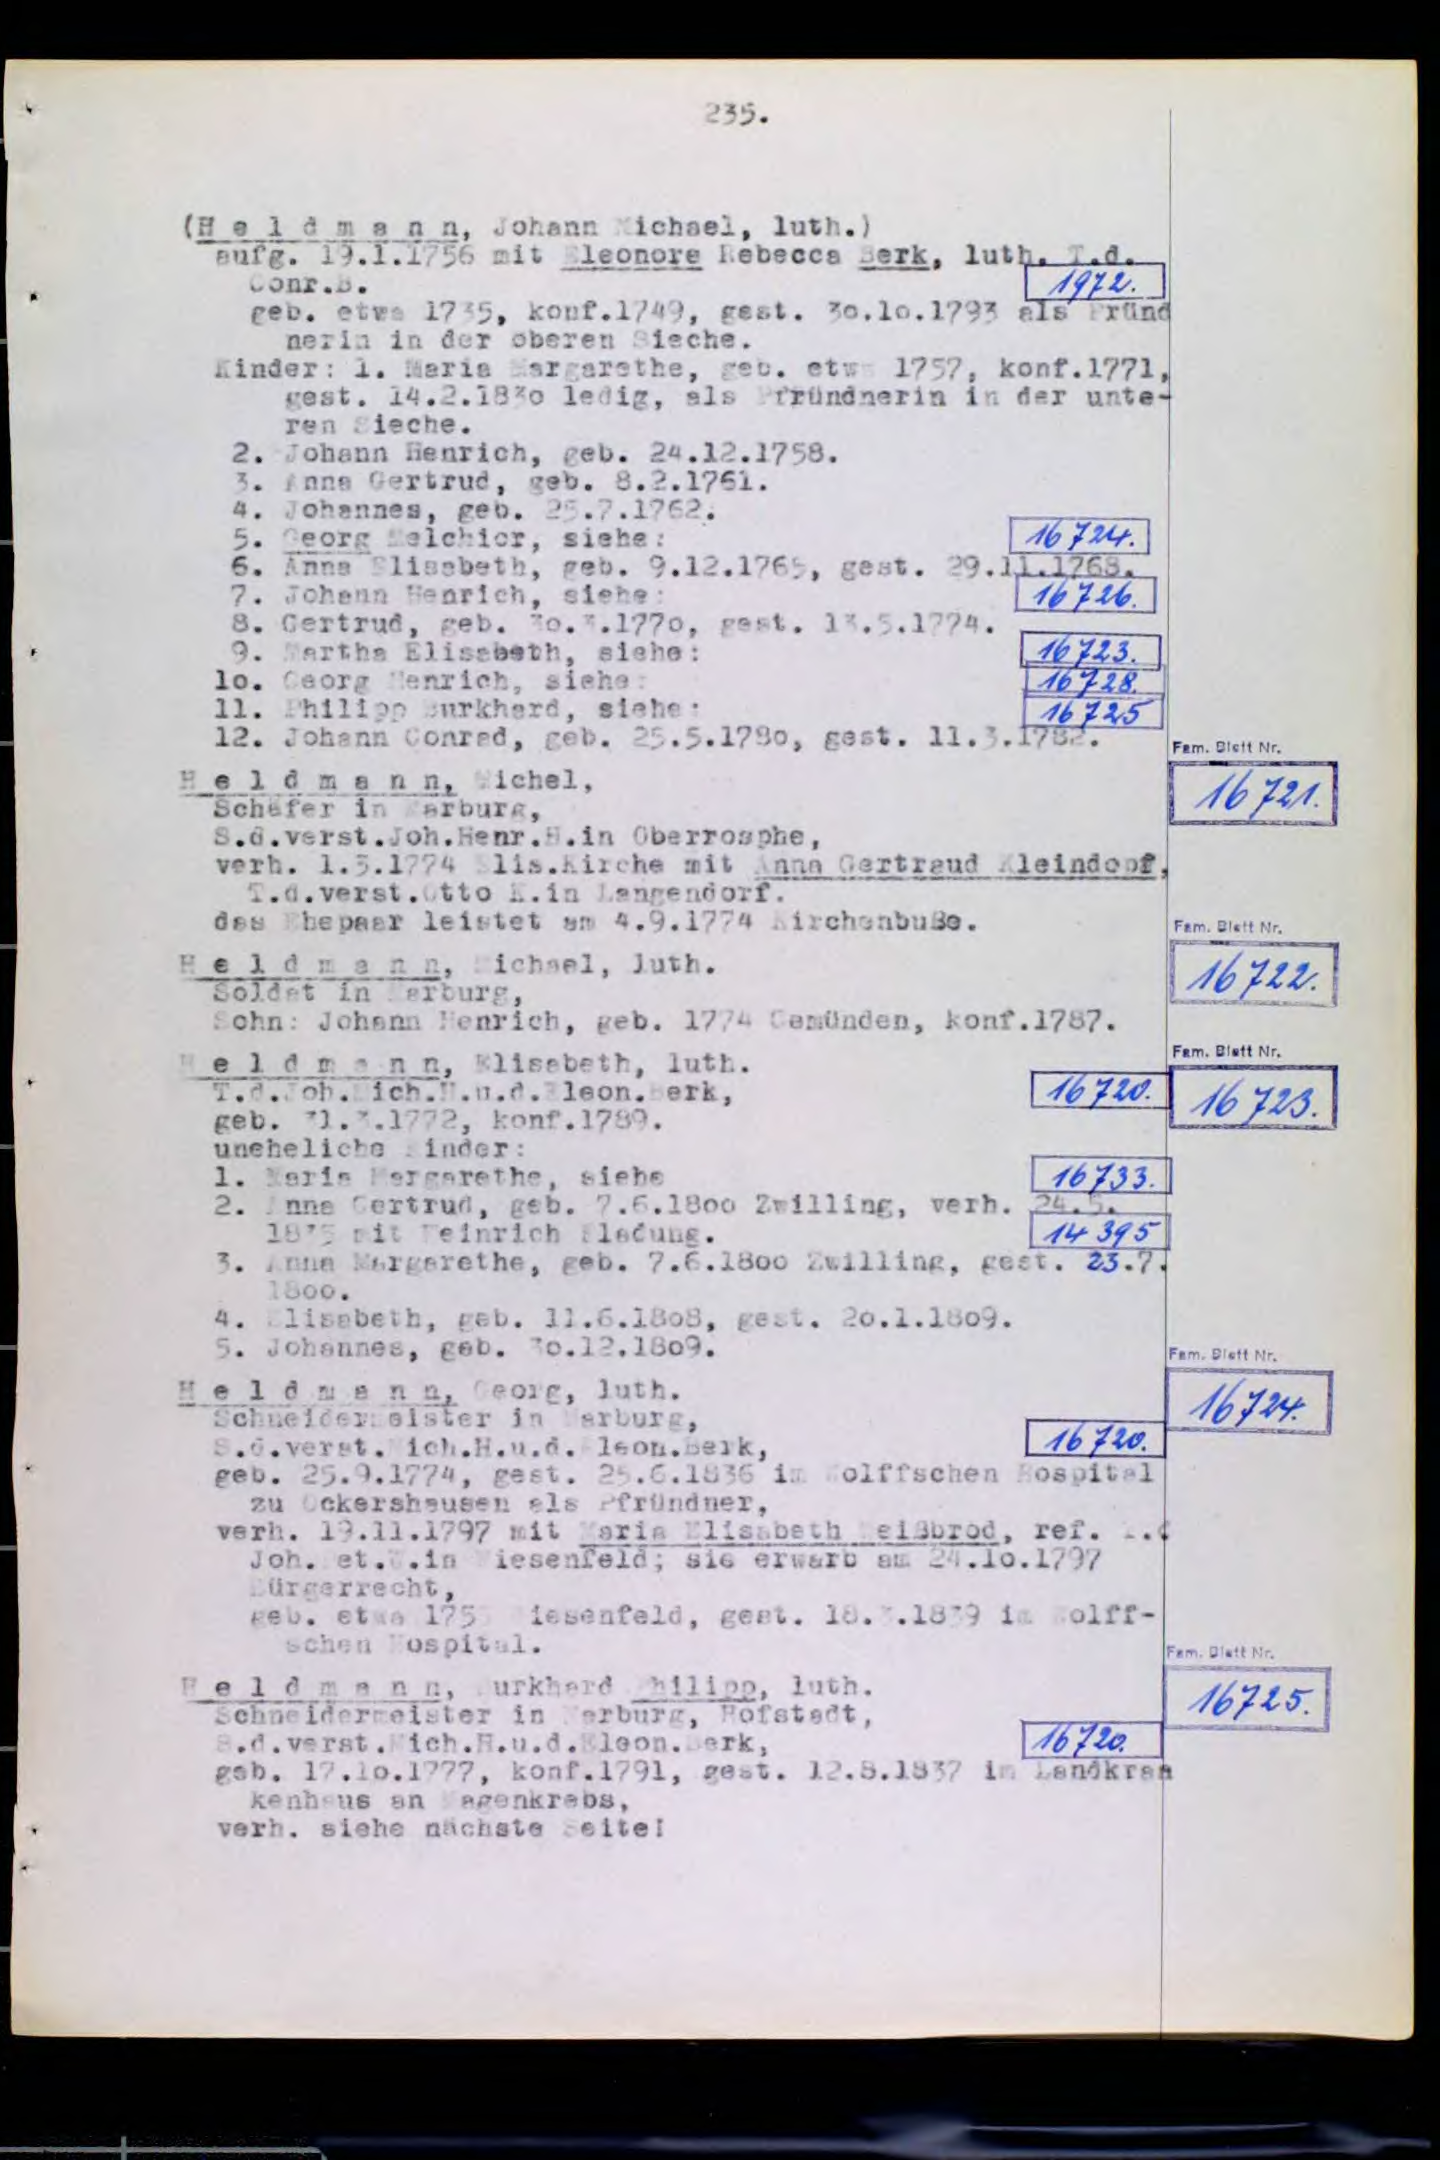 235.
(H e l d m a n n, Johann Michael, luth.)
aufg. 19.1.1756 mit Eleonore Rebecca Berk, luth. T.d.
Conr.B. 1972.
geb. etwa 1735, konf.1749, gest. 30.10.1793 als Pfründ
nerin in der oberen Sieche.
Kinder: 1. Maria Margarethe, geb. etwa 1757, konf.1771,
gest. 14.2.1830 ledig, als Pfründnerin in der unte-
ren Sieche.
2. Johann Henrich, geb. 24.12.1758.
3. Anna Gertrud, geb. 8.2.1761.
4. Johannes, geb. 25.7.1762.
5. Georg Melchior, siehe: 16724.
6. Anna Elisabeth, geb. 9.12.1765, gest. 29.11.1768.
7. Johann Henrich, siehe: 16726.
8. Gertrud, geb. 30.3.1770, gest. 13.5.1774.
9. Martha Elisabeth, siehe: 16723.
10. Georg Henrich, siehe: 16728.
11. Philipp Burkhard, siehe: 16725
12. Johann Conrad, geb. 25.5.1780, gest. 11.3.1782.
Fam. Blatt Nr.
H e l d m a n n, Michel, 16721.
Schäfer in Marburg,
S.d.verst.Joh.Henr.H.in Oberrosphe,
verh. 1.5.1774 Elis.Kirche mit Anna Gertraud Kleindopf,
T.d.verst.Otto K.in Langendorf.
das Ehepaar leistet am 4.9.1774 Kirchenbuße.
Fam. Blatt Nr.
H e l d m a n n, Michael, luth. 16722.
Soldat in Marburg,
Sohn: Johann Henrich, geb. 1774 Gemünden, konf.1787.
Fam. Blatt Nr.
H e l d m a n n, Elisabeth, luth.
T.d.Joh.Mich.H.u.d.Eleon.Berk, 16720. 16723.
geb. 31.3.1772, konf.1789.
uneheliche Kinder:
1. Maria Margarethe, siehe 16733.
2. Anna Gertrud, geb. 7.6.1800 Zwilling, verh. 24.5.
1835 mit Heinrich Eladung. 14395
3. Anna Margarethe, geb. 7.6.1800 Zwilling, gest. 23.7.
1800.
4. Elisabeth, geb. 11.6.1808, gest. 20.1.1809.
5. Johannes, geb. 30.12.1809.
Fam. Blatt Nr.
H e l d m a n n, Georg, luth. 16724.
Schneidermeister in Marburg,
S.d.verst.Mich.H.u.d.Eleon.Berk, 16720.
geb. 25.9.1774, gest. 25.6.1836 im Wolffschen Hospital
zu Ockershausen als Pfründner,
verh. 19.11.1797 mit Maria Elisabeth Weißbrod, ref. T.d
Joh. .in Wiesenfeld; sie erwarb am 24.10.1797
Bürgerrecht,
geb. etwa 175 Wiesenfeld, gest. 18.3.1839 im Wolff-
schen Hospital.
Fam. Blatt Nr.
H e l d m a n n, Burkhard Philipp, luth. 16725.
Schneidermeister in Marburg, Hofstadt,
S.d.verst.Mich.H.u.d.Eleon.Berk, 16720.
geb. 17.10.1777, konf.1791, gest. 12.8.1837 im Landkran
kenhaus an Magenkrebs,
verh. siehe nächste Seite!